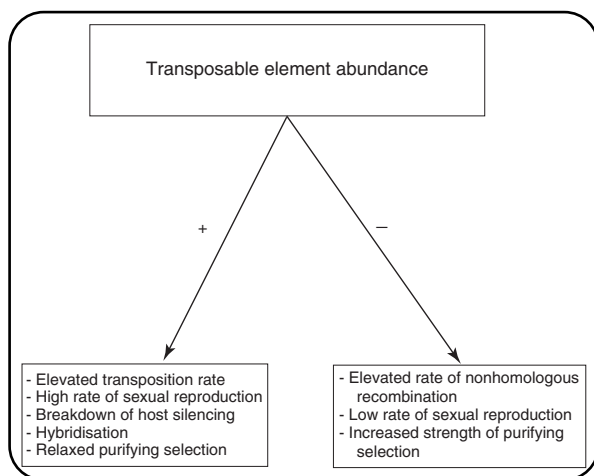 Transposable element abundance
+
–
- Elevated transposition rate
- High rate of sexual reproduction
- Breakdown of host silencing
- Hybridisation
- Relaxed purifying selection
- Elevated rate of nonhomologous
recombination
- Low rate of sexual reproduction
- Increased strength of purifying
selection